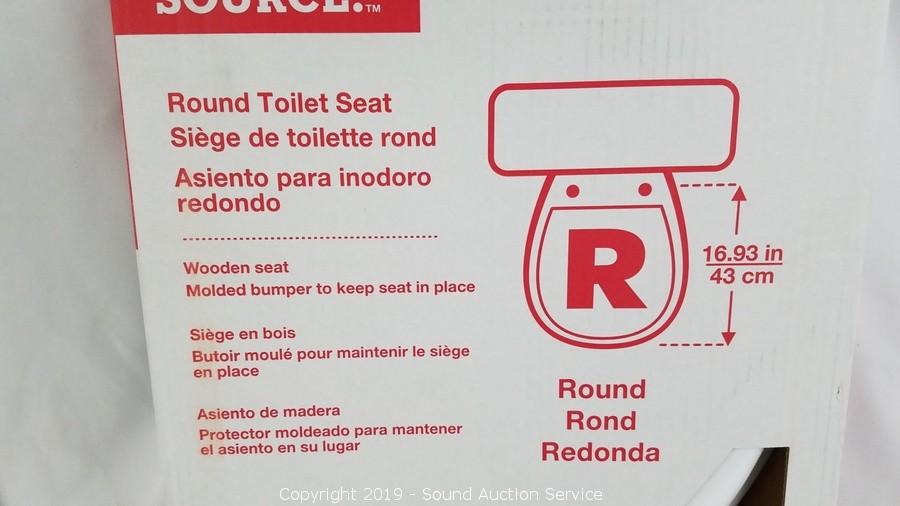 SOURCE.™
Round Toilet Seat
Siège de toilette rond
Asiento para inodoro
redondo
Wooden seat
Molded bumper to keep seat in place
Siège en bois
Butoir moulé pour maintenir le siège
en place
Asiento de madera
Protector moldeado para mantener
el asiento en su lugar
R
16.93 in
43 cm
Round
Rond
Redonda
Copyright 2019 - Sound Auction Service